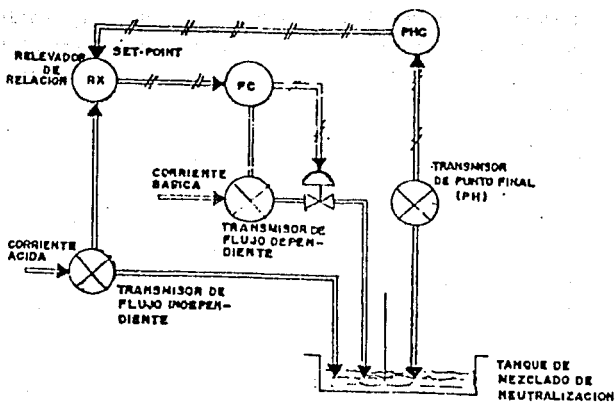 PHC
SET-POINT
RELEVADOR
DE
RELACION
RX
FC
TRANSMISOR
DE PUNTO FINAL
(PH)
CORRIENTE
BASICA
TRANSMISOR DE
FLUJO DEPEN-
DIENTE
CORRIENTE
ACIDA
TRANSMISOR DE
FLUJO INDEPEN-
DIENTE
TANQUE DE
MEZCLADO DE
NEUTRALIZACION